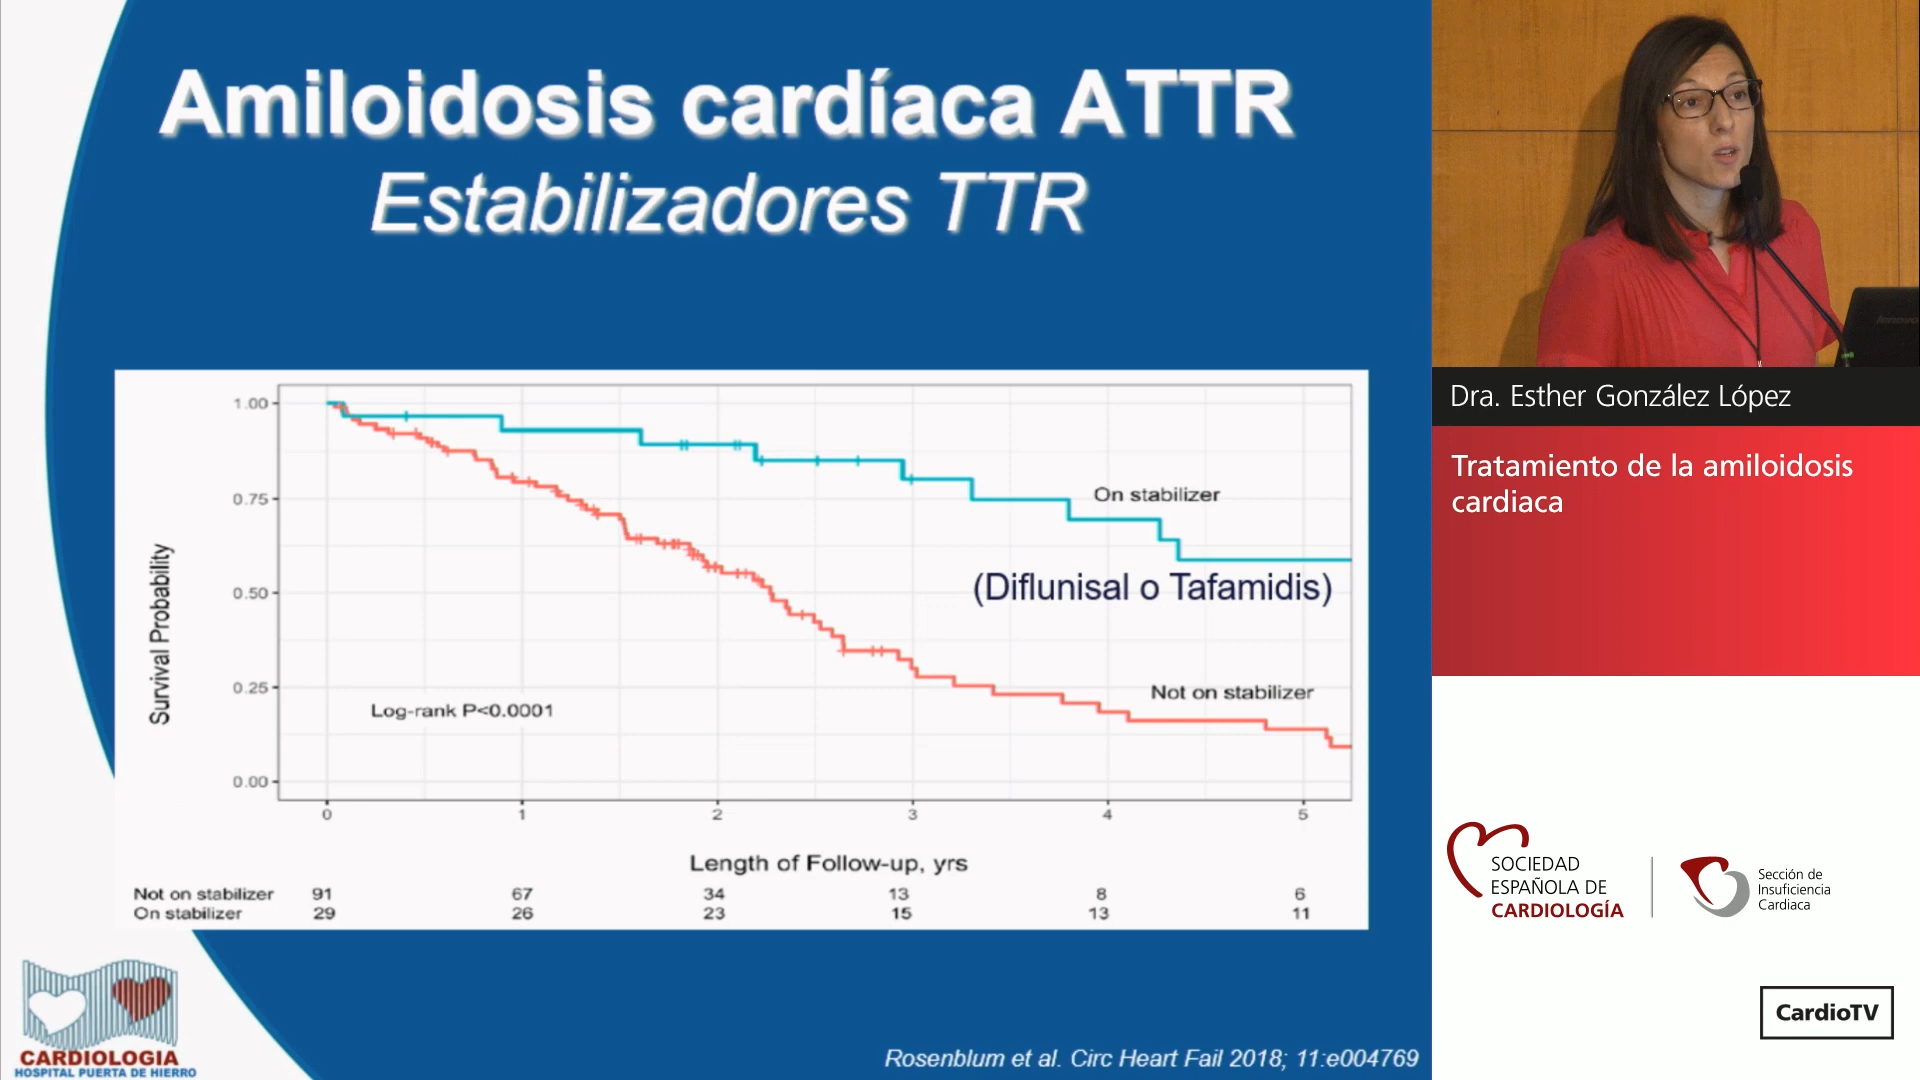 Amiloidosis cardíaca ATTR
Estabilizadores TTR
1.00
0.75
0.50
0.25
0.00
Survival Probability
On stabilizer
(Diflunisal o Tafamidis)
Not on stabilizer
Log-rank P<0.0001
0 1 2 3 4 5
Length of Follow-up, yrs
Not on stabilizer 91 67 34 13 8 6
On stabilizer 29 26 23 15 13 11
CARDIOLOGIA
HOSPITAL PUERTA DE HIERRO
Rosenblum et al. Circ Heart Fail 2018; 11:e004769
lenovo
Dra. Esther González López
Tratamiento de la amiloidosis
cardiaca
SOCIEDAD
ESPAÑOLA DE
CARDIOLOGÍA
Sección de
Insuficiencia
Cardiaca
CardioTV